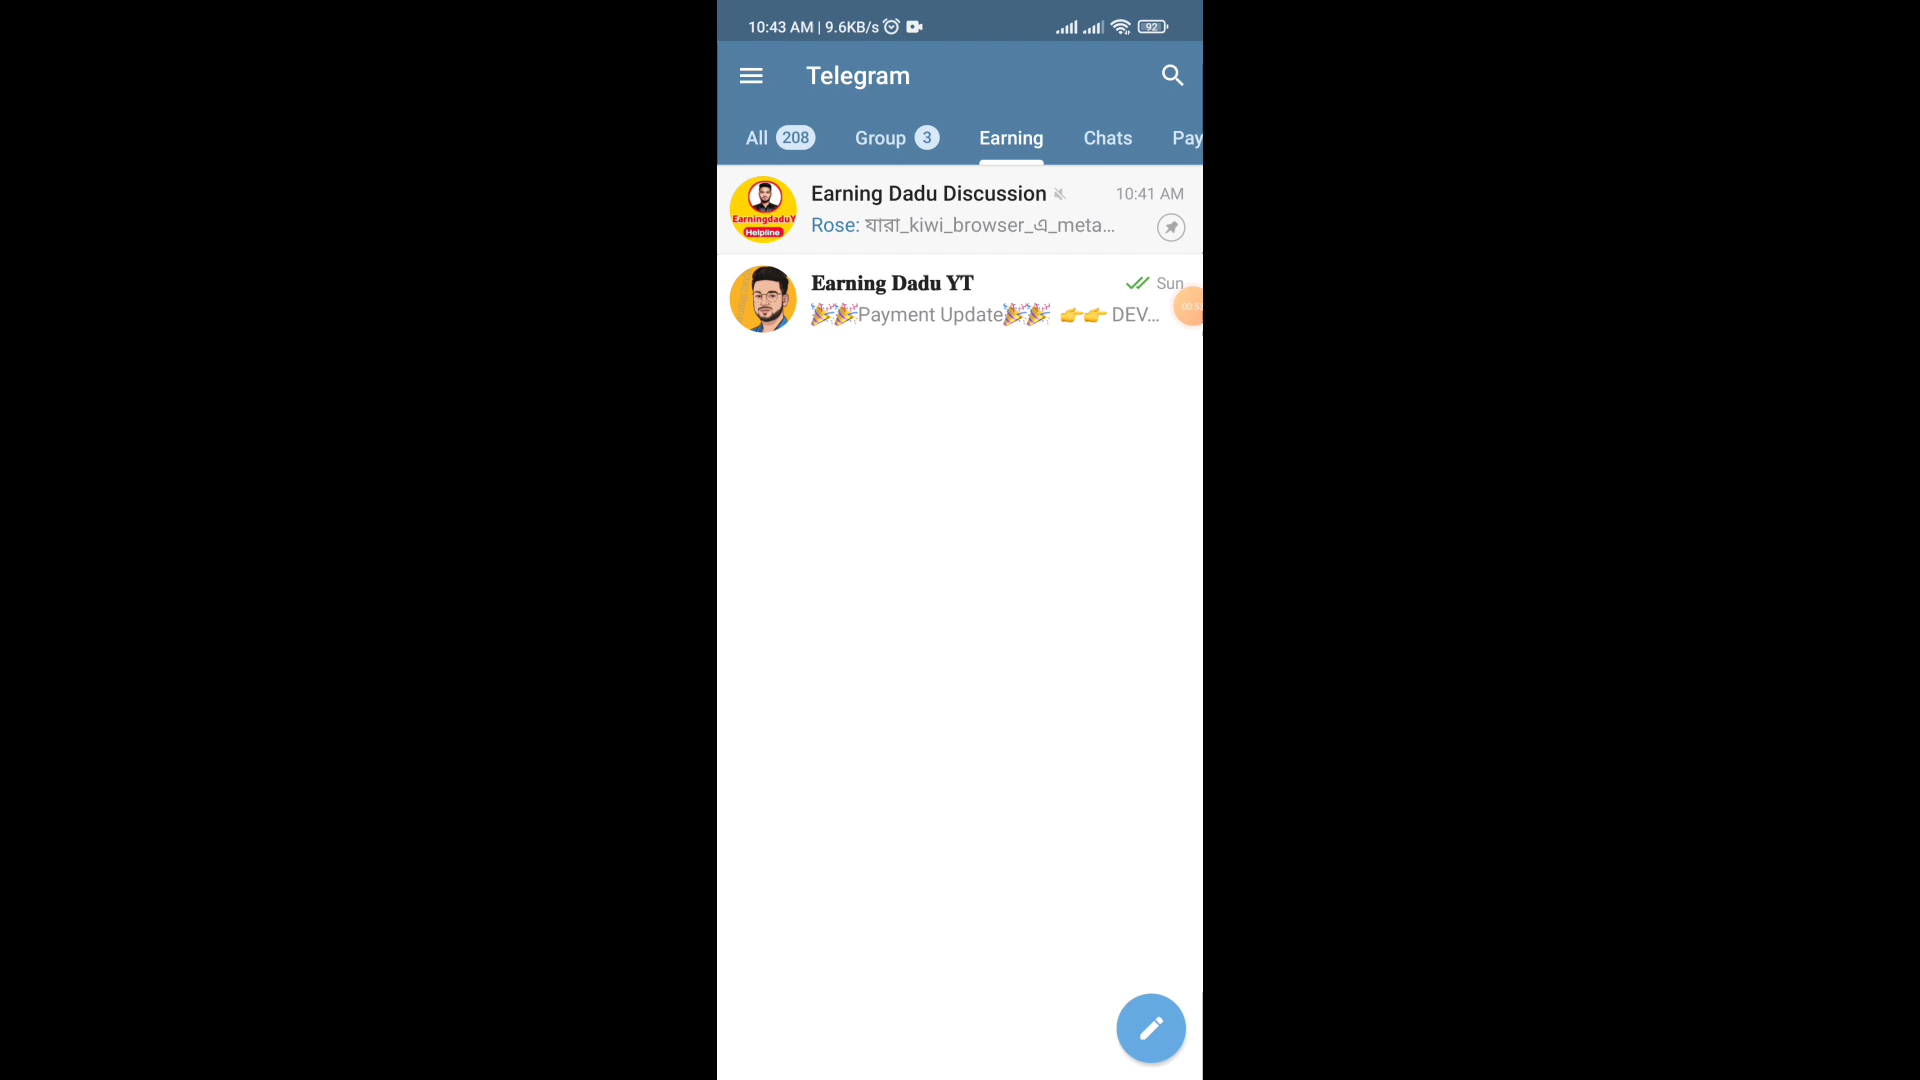 10:43 AM | 9.6KB/s
92
Telegram
All 208 Group 3 Earning Chats Pay
Earning Dadu Discussion 10:41 AM
EarningdaduY
Helpline
Rose: যারা_kiwi_browser_এ_meta...
Earning Dadu YT Sun
🎉🎉Payment Update🎉🎉 👉👉 DEV...